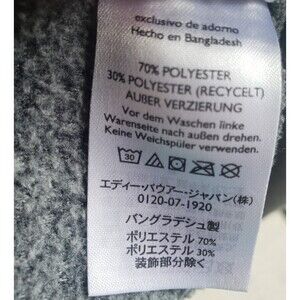 exclusivo de adorno
Hecho en Bangladesh
70% POLYESTER
30% POLYESTER (RECYCELT)
AUßER VERZIERUNG
Vor dem Waschen linke
Warenseite nach außen drehen.
Keine Weichspüler verwenden.
30
エディー・バウアー・ジャパン(株)
0120-07-1920
バングラデシュ製
ポリエステル 70%
ポリエステル 30%
装飾部分除く